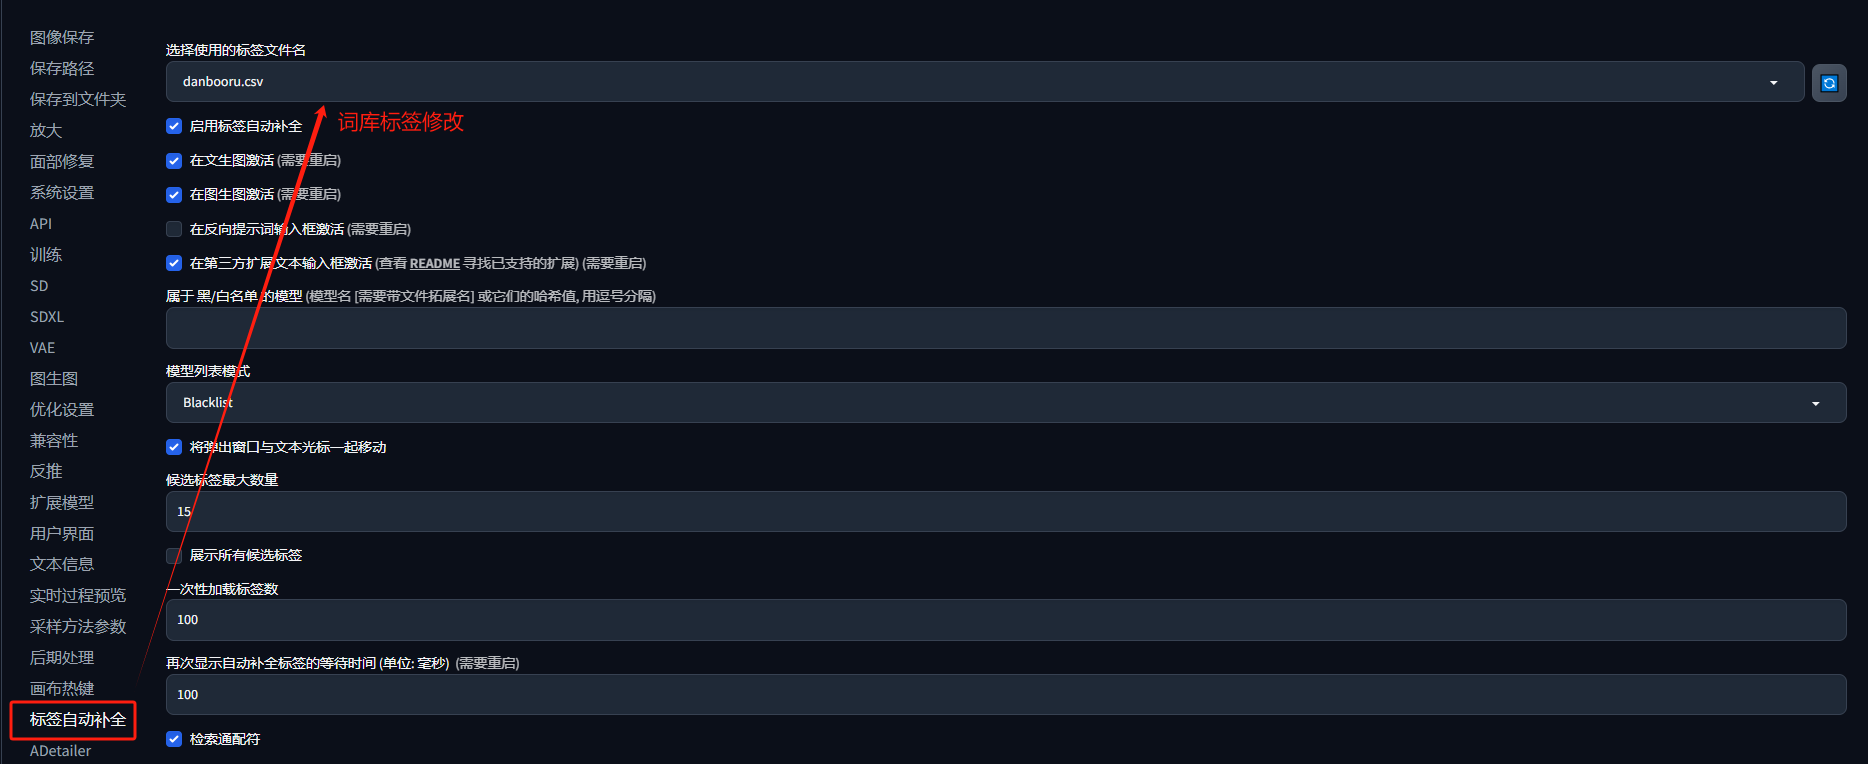 图像保存
保存路径
保存到文件夹
放大
面部修复
系统设置
API
训练
SD
SDXL
VAE
图生图
优化设置
兼容性
反推
扩展模型
用户界面
文本信息
实时过程预览
采样方法参数
后期处理
画布热键
标签自动补全
ADetailer
选择使用的标签文件名
danbooru.csv
词库标签修改
启用标签自动补全
在文生图激活 (需要重启)
在图生图激活 (需要重启)
在反向提示词输入框激活 (需要重启)
在第三方扩展文本输入框激活 (查看 README 寻找已支持的扩展) (需要重启)
属于 黑/白名单 的模型 (模型名 [需要带文件拓展名] 或它们的哈希值, 用逗号分隔)
模型列表模式
Blacklist
将弹出窗口与文本光标一起移动
候选标签最大数量
15
展示所有候选标签
一次性加载标签数
100
再次显示自动补全标签的等待时间 (单位: 毫秒) (需要重启)
100
检索通配符